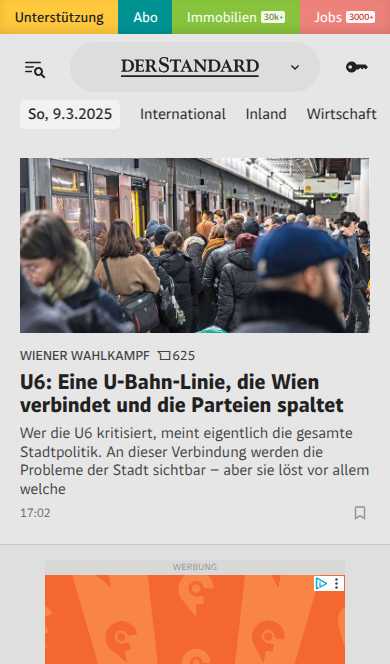 Unterstützung Abo Immobilien 30k+ Jobs 3000+
DERSTANDARD
So, 9.3.2025 International Inland Wirtschaft
WIENER WAHLKAMPF 625
U6: Eine U-Bahn-Linie, die Wien
verbindet und die Parteien spaltet
Wer die U6 kritisiert, meint eigentlich die gesamte
Stadtpolitik. An dieser Verbindung werden die
Probleme der Stadt sichtbar – aber sie löst vor allem
welche
17:02
WERBUNG